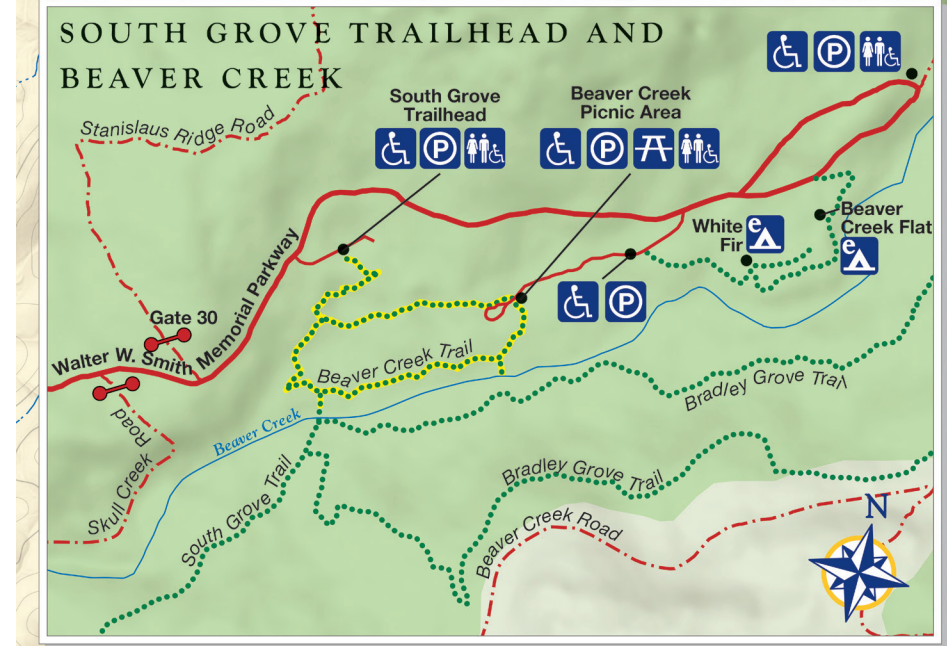 SOUTH GROVE TRAILHEAD AND
BEAVER CREEK
Stanislaus Ridge Road
South Grove
Trailhead
P
Beaver Creek
Picnic Area
P
P
White
Fir
e
Beaver
Creek Flat
e
P
Gate 30
Walter W. Smith Memorial Parkway
Beaver Creek Trail
Bradley Grove Trail
Beaver Creek
Road
Skull Creek
South Grove Trail
Bradley Grove Trail
Beaver Creek Road
N